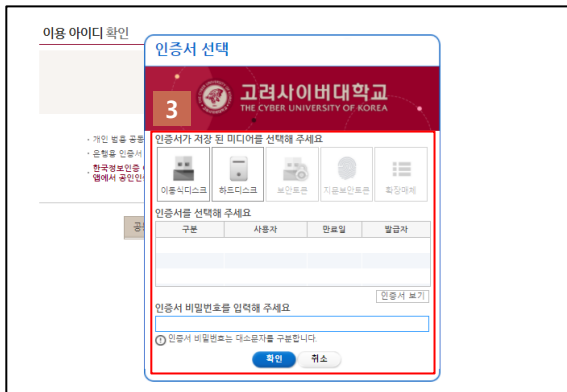 이용 아이디 확인
인증서 선택
3
고려사이버대학교
THE CYBER UNIVERSITY OF KOREA
인증서가 저장 된 미디어를 선택해 주세요
· 개인 범용 공동
· 은행용 인증서
· 한국정보인증
앱에서 공인인
이동식디스크 하드디스크 보안토큰 지문보안토큰 확장매체
인증서를 선택해 주세요
구분 사용자 만료일 발급자
인증서 보기
인증서 비밀번호를 입력해 주세요
인증서 비밀번호는 대소문자를 구분합니다.
확인 취소